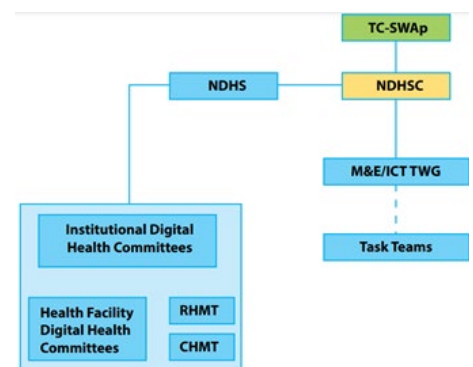 TC-SWAp
NDHS
NDHSC
M&E/ICT TWG
Task Teams
Institutional Digital
Health Committees
Health Facility
Digital Health
Committees
RHMT
CHMT